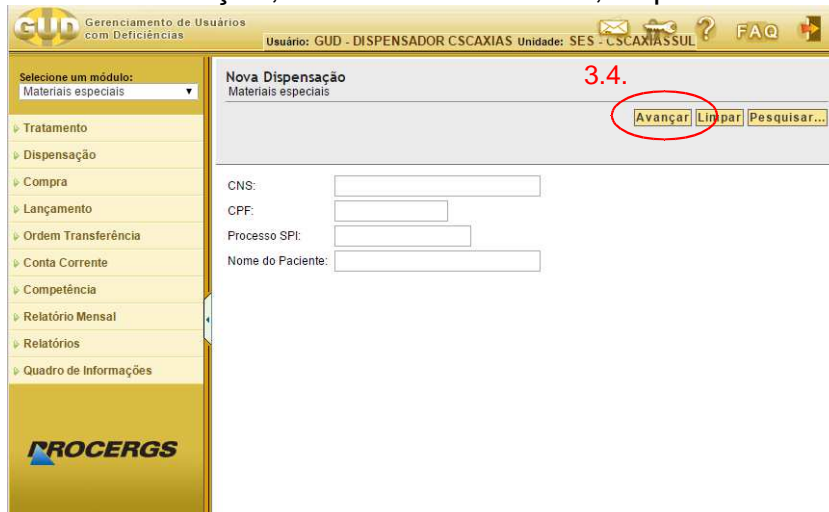 GUD Gerenciamento de Usuários
com Deficiências
Usuário: GUD - DISPENSADOR CSCAXIAS Unidade: SES - CSCAXIASSUL
? FAQ
Selecione um módulo:
Materiais especiais
Nova Dispensação
Materiais especiais
3.4.
Avançar Limpar Pesquisar...
Tratamento
Dispensação
Compra
Lançamento
Ordem Transferência
Conta Corrente
Competência
Relatório Mensal
Relatórios
Quadro de Informações
CNS:
CPF:
Processo SPI:
Nome do Paciente:
PROCERGS